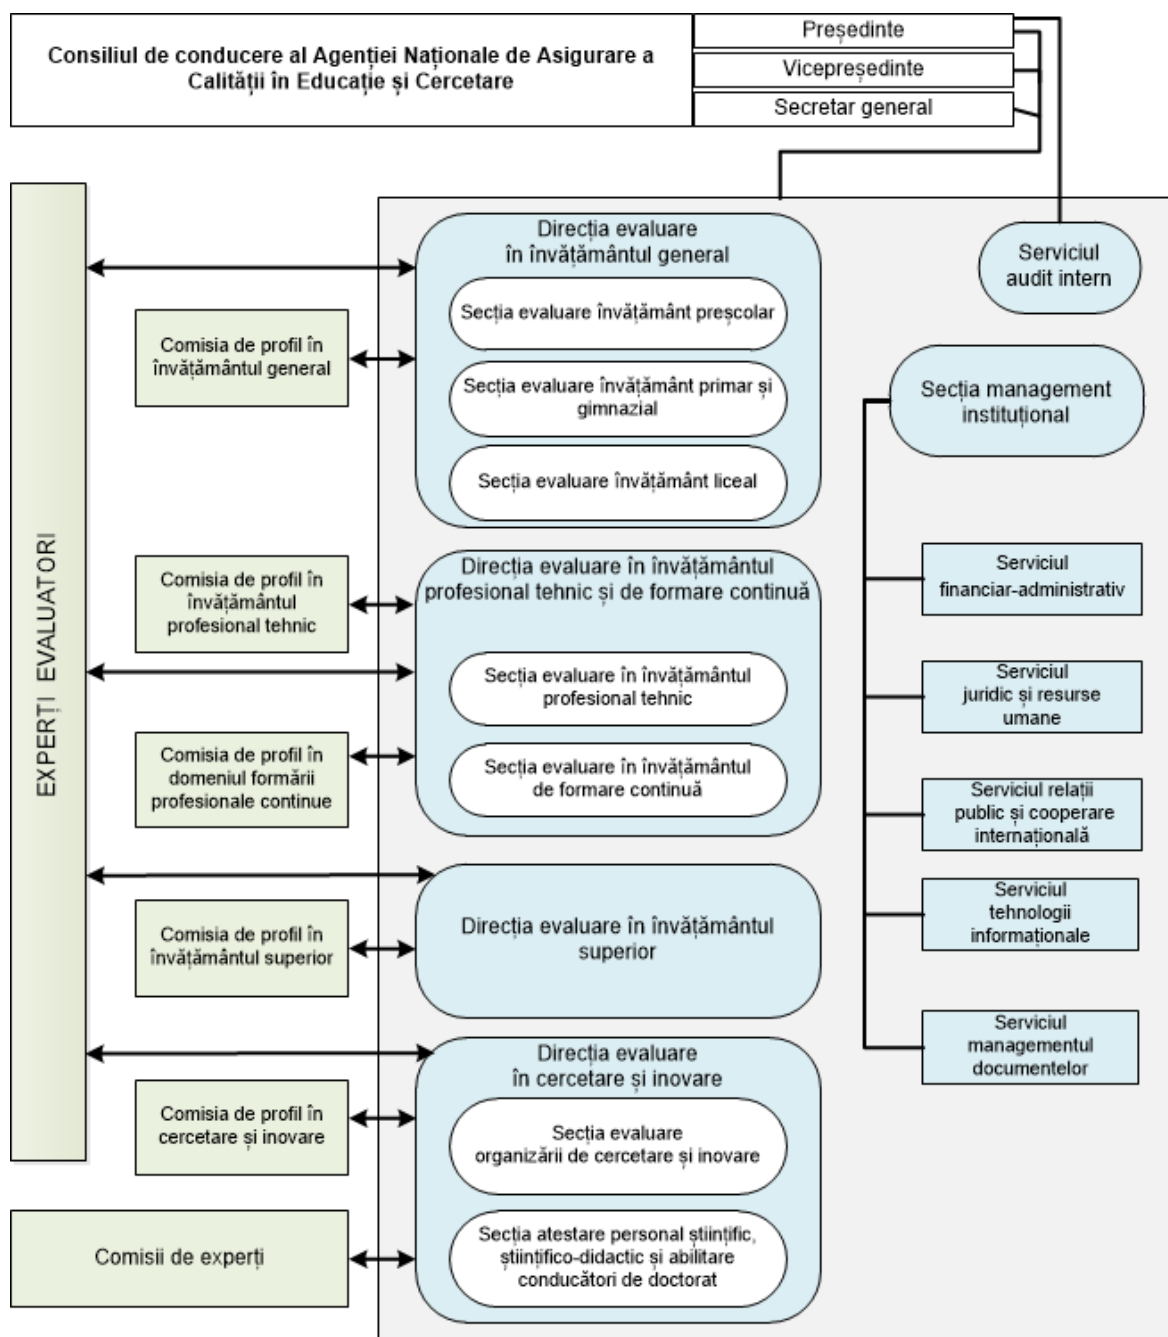 Consiliul de conducere al Agenției Naționale de Asigurare a
Calității în Educație și Cercetare
Președinte
Vicepreședinte
Secretar general
EXPERȚI EVALUATORI
Comisia de profil în
învățământul general
Comisia de profil în
învățământul
profesional tehnic
Comisia de profil în
domeniul formării
profesionale continue
Comisia de profil în
învățământul superior
Comisia de profil în
cercetare și inovare
Comisii de experți
Direcția evaluare
în învățământul general
Secția evaluare învățământ preșcolar
Secția evaluare învățământ primar și
gimnazial
Secția evaluare învățământ liceal
Direcția evaluare în învățământul
profesional tehnic și de formare continuă
Secția evaluare în învățământul
profesional tehnic
Secția evaluare în învățământul
de formare continuă
Direcția evaluare în învățământul
superior
Direcția evaluare
în cercetare și inovare
Secția evaluare
organizării de cercetare și inovare
Secția atestare personal științific,
științifico-didactic și abilitare
conducători de doctorat
Serviciul
audit intern
Secția management
instituțional
Serviciul
financiar-administrativ
Serviciul
juridic și resurse
umane
Serviciul relații
public și cooperare
internațională
Serviciul
tehnologii
informaționale
Serviciul
managementul
documentelor